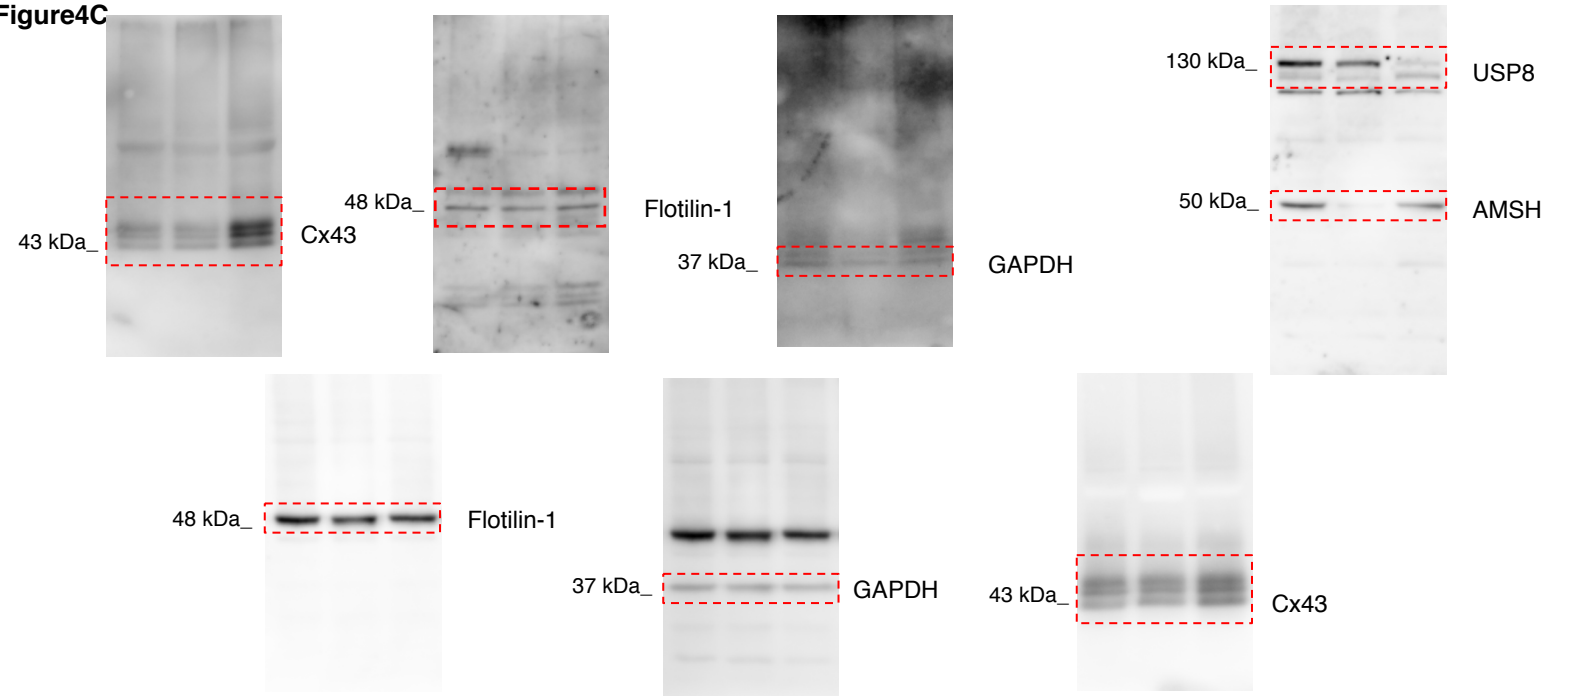 Figure4C
130 kDa_
USP8
48 kDa_
Flotilin-1
50 kDa_
AMSH
43 kDa_
Cx43
37 kDa_
GAPDH
48 kDa_
Flotilin-1
37 kDa_
GAPDH
43 kDa_
Cx43